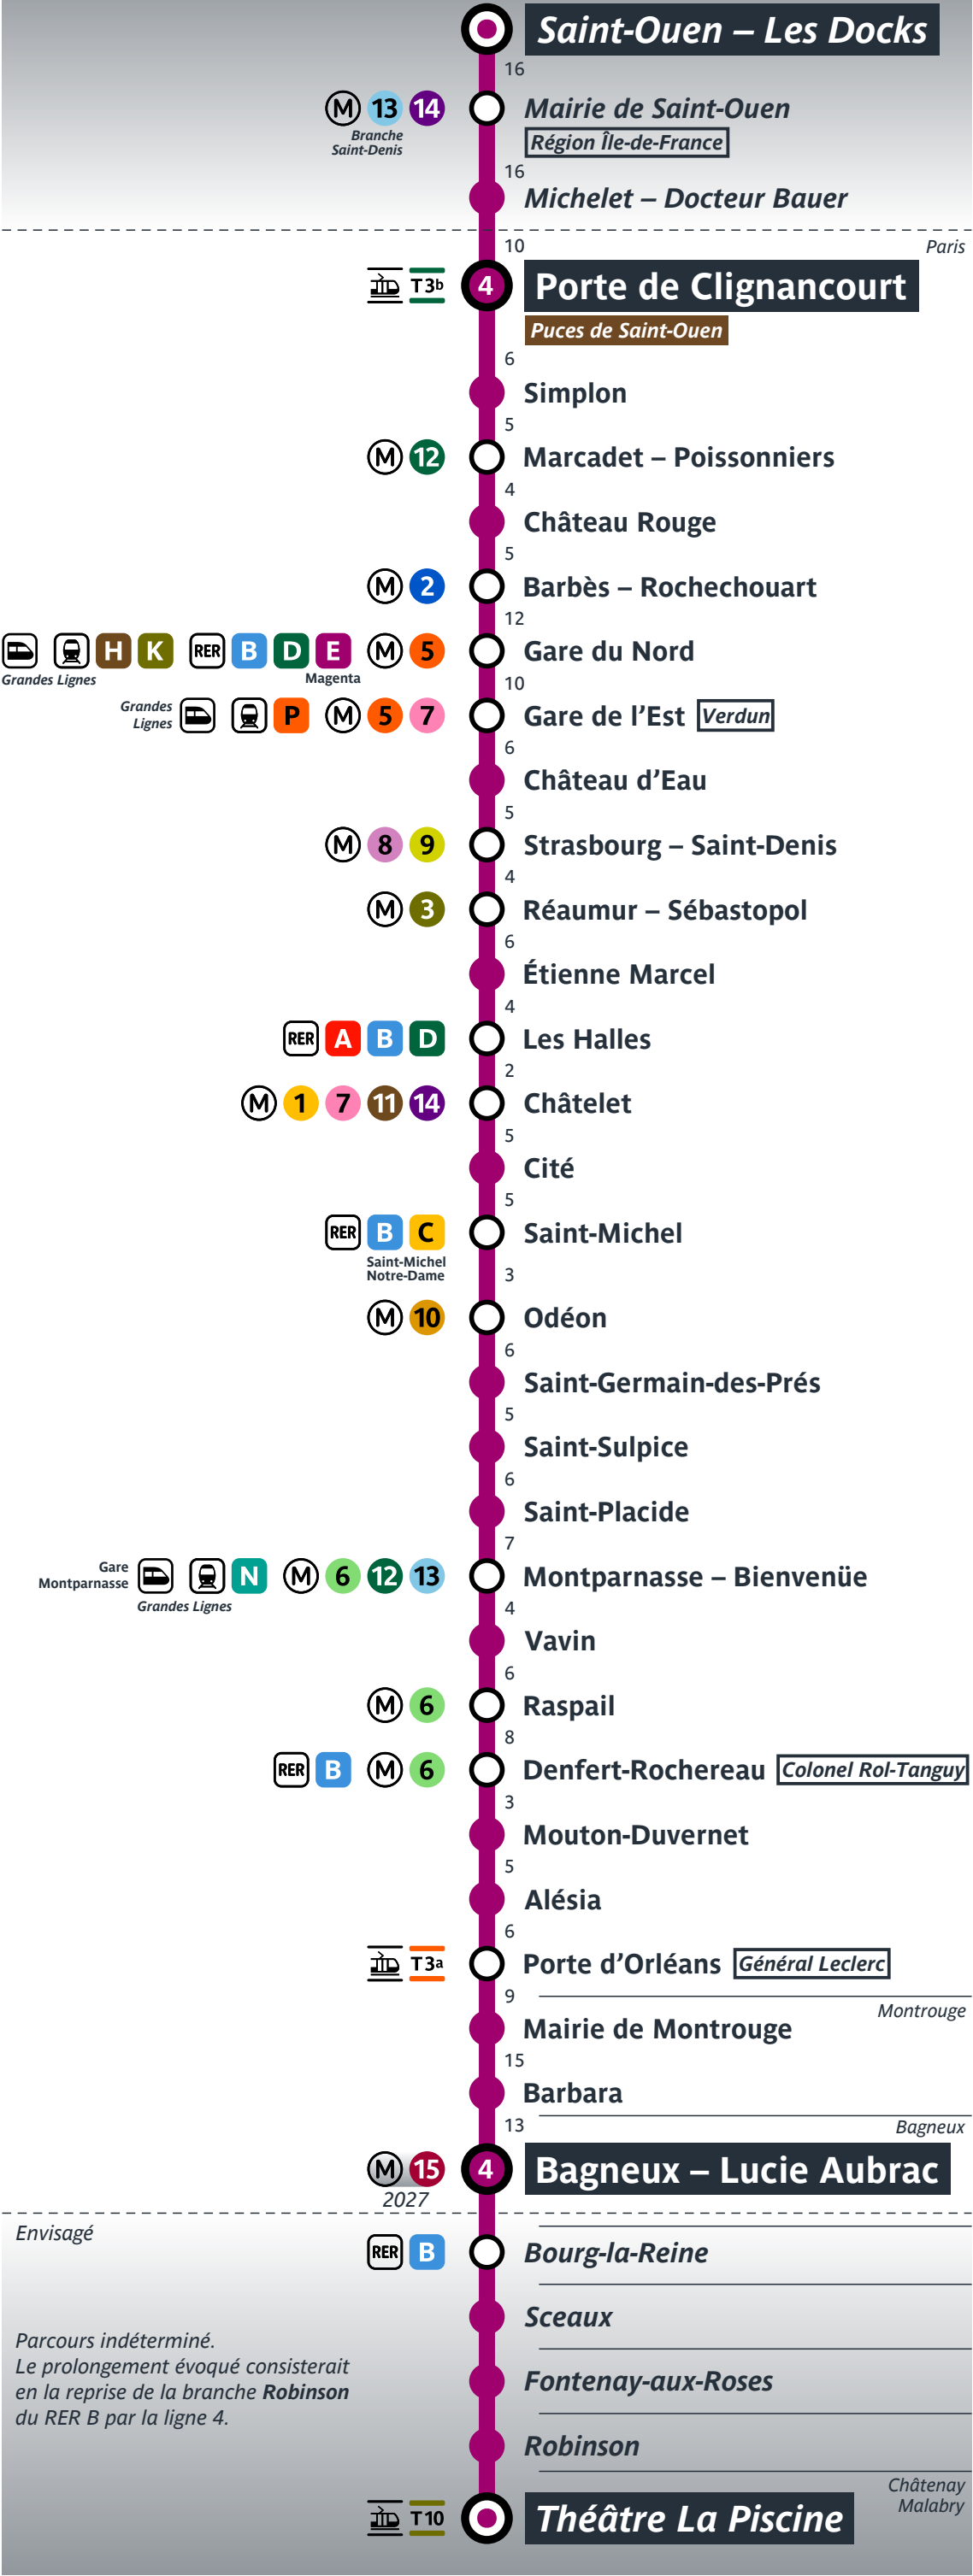 Saint-Ouen – Les Docks
16
M 13 14 Mairie de Saint-Ouen
Branche
Saint-Denis
Région Île-de-France
16
Michelet – Docteur Bauer
10
Paris
T3b 4 Porte de Clignancourt
Puces de Saint-Ouen
6
Simplon
5
M 12 Marcadet – Poissonniers
4
Château Rouge
5
M 2 Barbès – Rochechouart
12
H K RER B D E M 5 Gare du Nord
Grandes Lignes
Magenta
10
Grandes
Lignes
P M 5 7 Gare de l’Est Verdun
6
Château d’Eau
5
M 8 9 Strasbourg – Saint-Denis
4
M 3 Réaumur – Sébastopol
6
Étienne Marcel
4
RER A B D Les Halles
2
M 1 7 11 14 Châtelet
5
Cité
5
RER B C Saint-Michel
Saint-Michel
Notre-Dame
3
M 10 Odéon
6
Saint-Germain-des-Prés
5
Saint-Sulpice
6
Saint-Placide
7
Gare
Montparnasse
N M 6 12 13 Montparnasse – Bienvenüe
Grandes Lignes
4
Vavin
6
M 6 Raspail
8
RER B M 6 Denfert-Rochereau Colonel Rol-Tanguy
3
Mouton-Duvernet
5
Alésia
6
T3a Porte d’Orléans Général Leclerc
9
Montrouge
Mairie de Montrouge
15
Barbara
13
Bagneux
M 15 4 Bagneux – Lucie Aubrac
2027
Envisagé
RER B Bourg-la-Reine
Sceaux
Parcours indéterminé.
Le prolongement évoqué consisterait
en la reprise de la branche Robinson
du RER B par la ligne 4.
Fontenay-aux-Roses
Robinson
Châtenay
Malabry
T10 Théâtre La Piscine